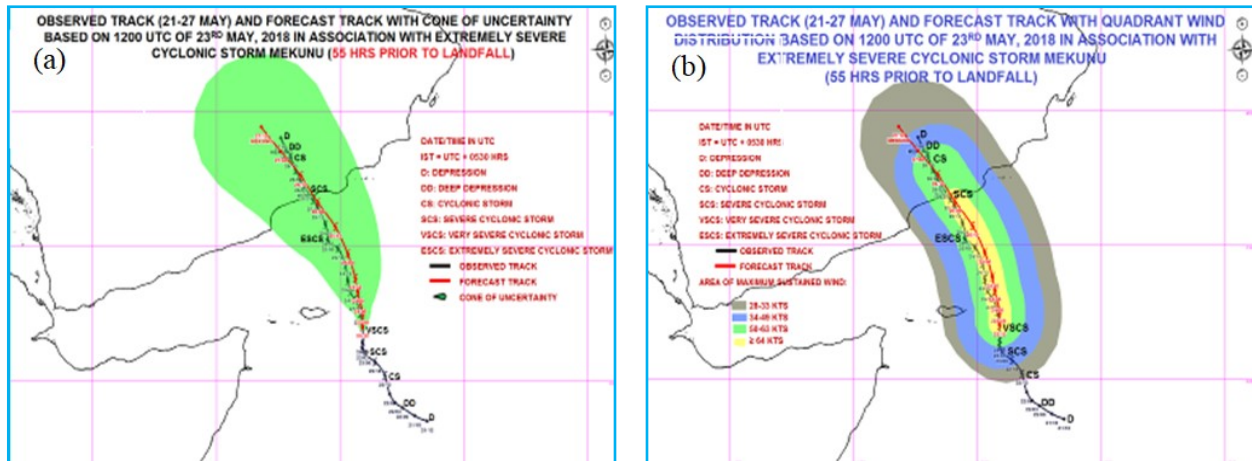 OBSERVED TRACK (21-27 MAY) AND FORECAST TRACK WITH CONE OF UNCERTAINTY
BASED ON 1200 UTC OF 23RD MAY, 2018 IN ASSOCIATION WITH EXTREMELY SEVERE
CYCLONIC STORM MEKUNU (55 HRS PRIOR TO LANDFALL)
(a)
D
DD
CS
SCS
ESCS
VSCS
SCS
CS
DD
D
DATE/TIME IN UTC
IST = UTC + 0530 HRS
D: DEPRESSION
DD: DEEP DEPRESSION
CS: CYCLONIC STORM
SCS: SEVERE CYCLONIC STORM
VSCS: VERY SEVERE CYCLONIC STORM
ESCS: EXTREMELY SEVERE CYCLONIC STORM
OBSERVED TRACK
FORECAST TRACK
CONE OF UNCERTAINTY
OBSERVED TRACK (21-27 MAY) AND FORECAST TRACK WITH QUADRANT WIND
DISTRIBUTION BASED ON 1200 UTC OF 23RD MAY, 2018 IN ASSOCIATION WITH
EXTREMELY SEVERE CYCLONIC STORM MEKUNU
(55 HRS PRIOR TO LANDFALL)
(b)
DATE/TIME IN UTC
IST = UTC + 0530 HRS
D: DEPRESSION
DD: DEEP DEPRESSION
CS: CYCLONIC STORM
SCS: SEVERE CYCLONIC STORM
VSCS: VERY SEVERE CYCLONIC STORM
ESCS: EXTREMELY SEVERE CYCLONIC STORM
OBSERVED TRACK
FORECAST TRACK
AREA OF MAXIMUM SUSTAINED WIND:
28-33 KTS
34-49 KTS
50-63 KTS
≥ 64 KTS
D
DD
CS
SCS
ESCS
VSCS
SCS
CS
DD
D